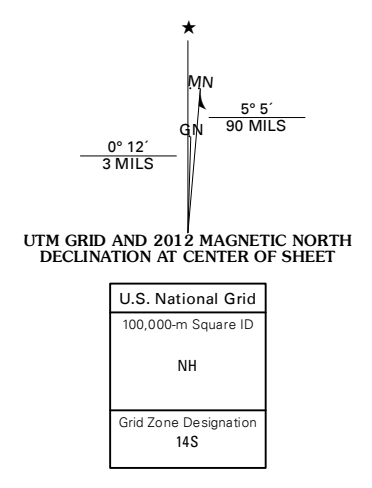 ★
MN
GN
5° 5´
90 MILS
0° 12´
3 MILS
UTM GRID AND 2012 MAGNETIC NORTH
DECLINATION AT CENTER OF SHEET
U.S. National Grid
100,000-m Square ID
NH
Grid Zone Designation
14S